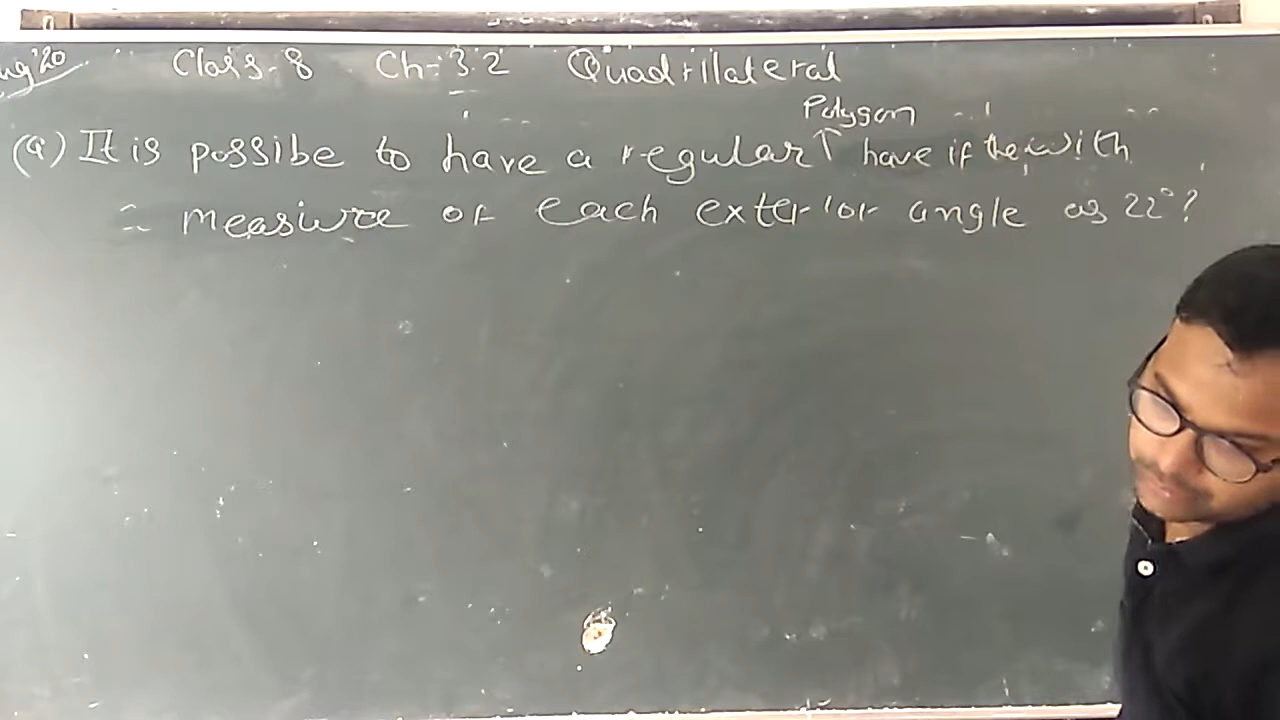 ug'20 Class-8 Ch-3.2 Quadrilateral
Polygon
(a) It is possibe to have a regular have if the with
measure of each exterior angle as 22°?